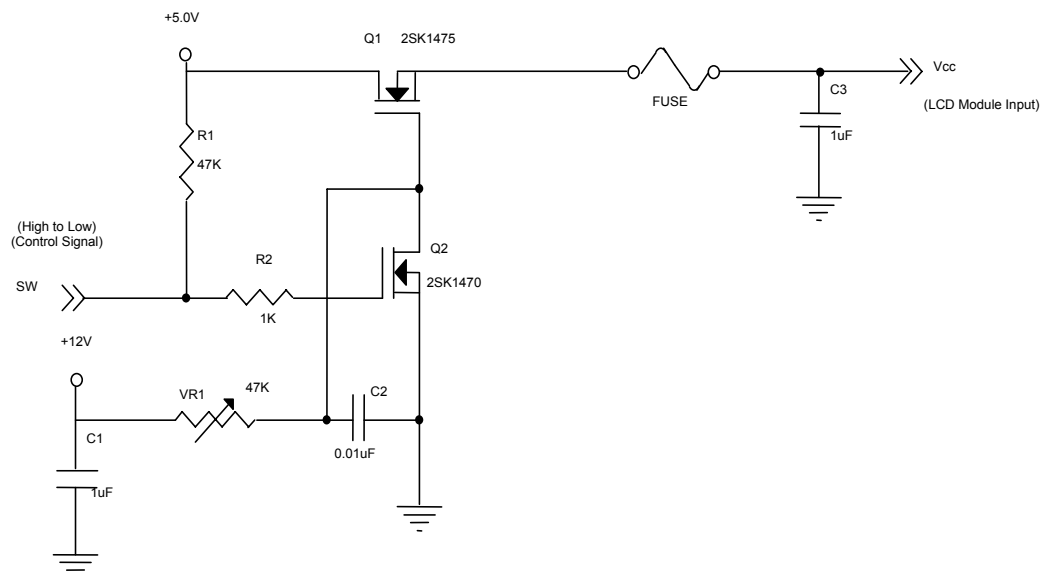 +5.0V
Q1 2SK1475
Vcc
FUSE
C3
(LCD Module Input)
R1
1uF
47K
(High to Low)
(Control Signal)
Q2
R2
SW
2SK1470
1K
+12V
VR1
47K
C2
C1
0.01uF
1uF